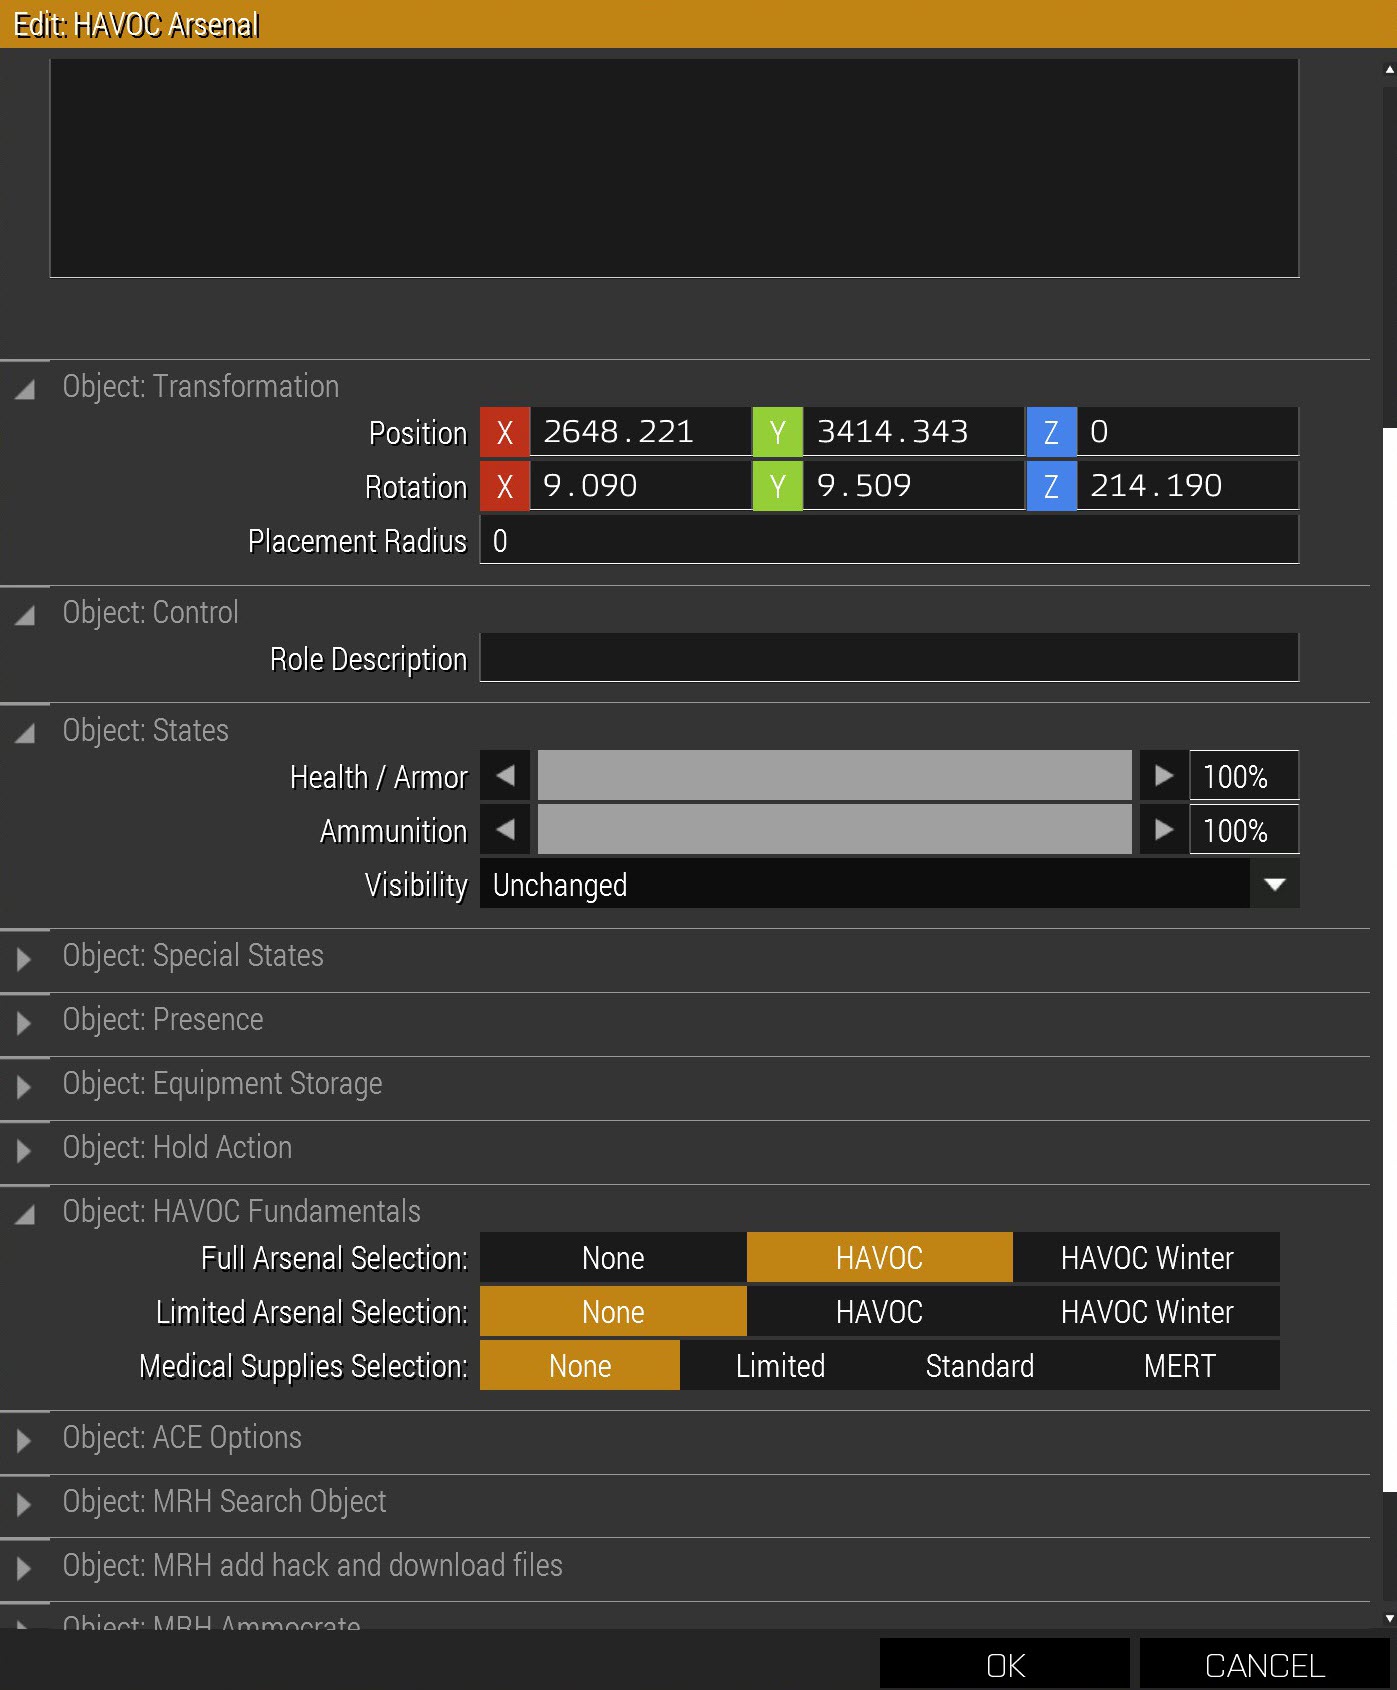 Edit: HAVOC Arsenal
Object: Transformation
Position X 2648.221 Y 3414.343 Z 0
Rotation X 9.090 Y 9.509 Z 214.190
Placement Radius 0
Object: Control
Role Description
Object: States
Health / Armor 100%
Ammunition 100%
Visibility Unchanged
Object: Special States
Object: Presence
Object: Equipment Storage
Object: Hold Action
Object: HAVOC Fundamentals
Full Arsenal Selection: None HAVOC HAVOC Winter
Limited Arsenal Selection: None HAVOC HAVOC Winter
Medical Supplies Selection: None Limited Standard MERT
Object: ACE Options
Object: MRH Search Object
Object: MRH add hack and download files
Object: MRH Ammocrate
OK CANCEL